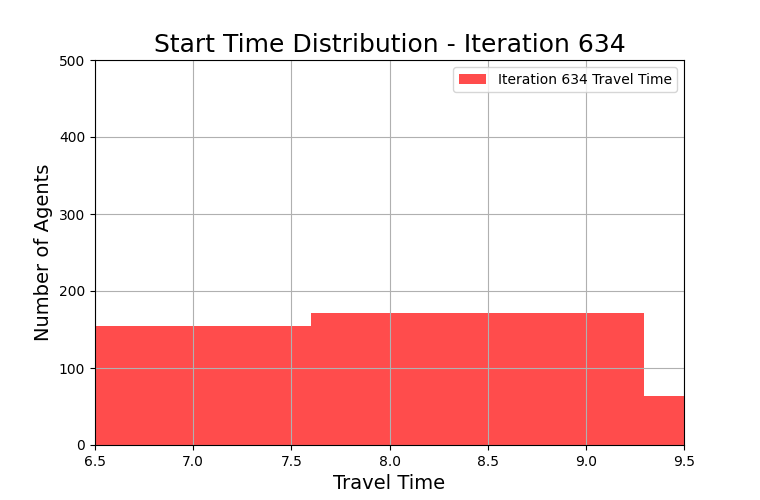 Start Time Distribution - Iteration 634
Iteration 634 Travel Time
500
400
300
200
100
0
Number of Agents
6.5 7.0 7.5 8.0 8.5 9.0 9.5
Travel Time